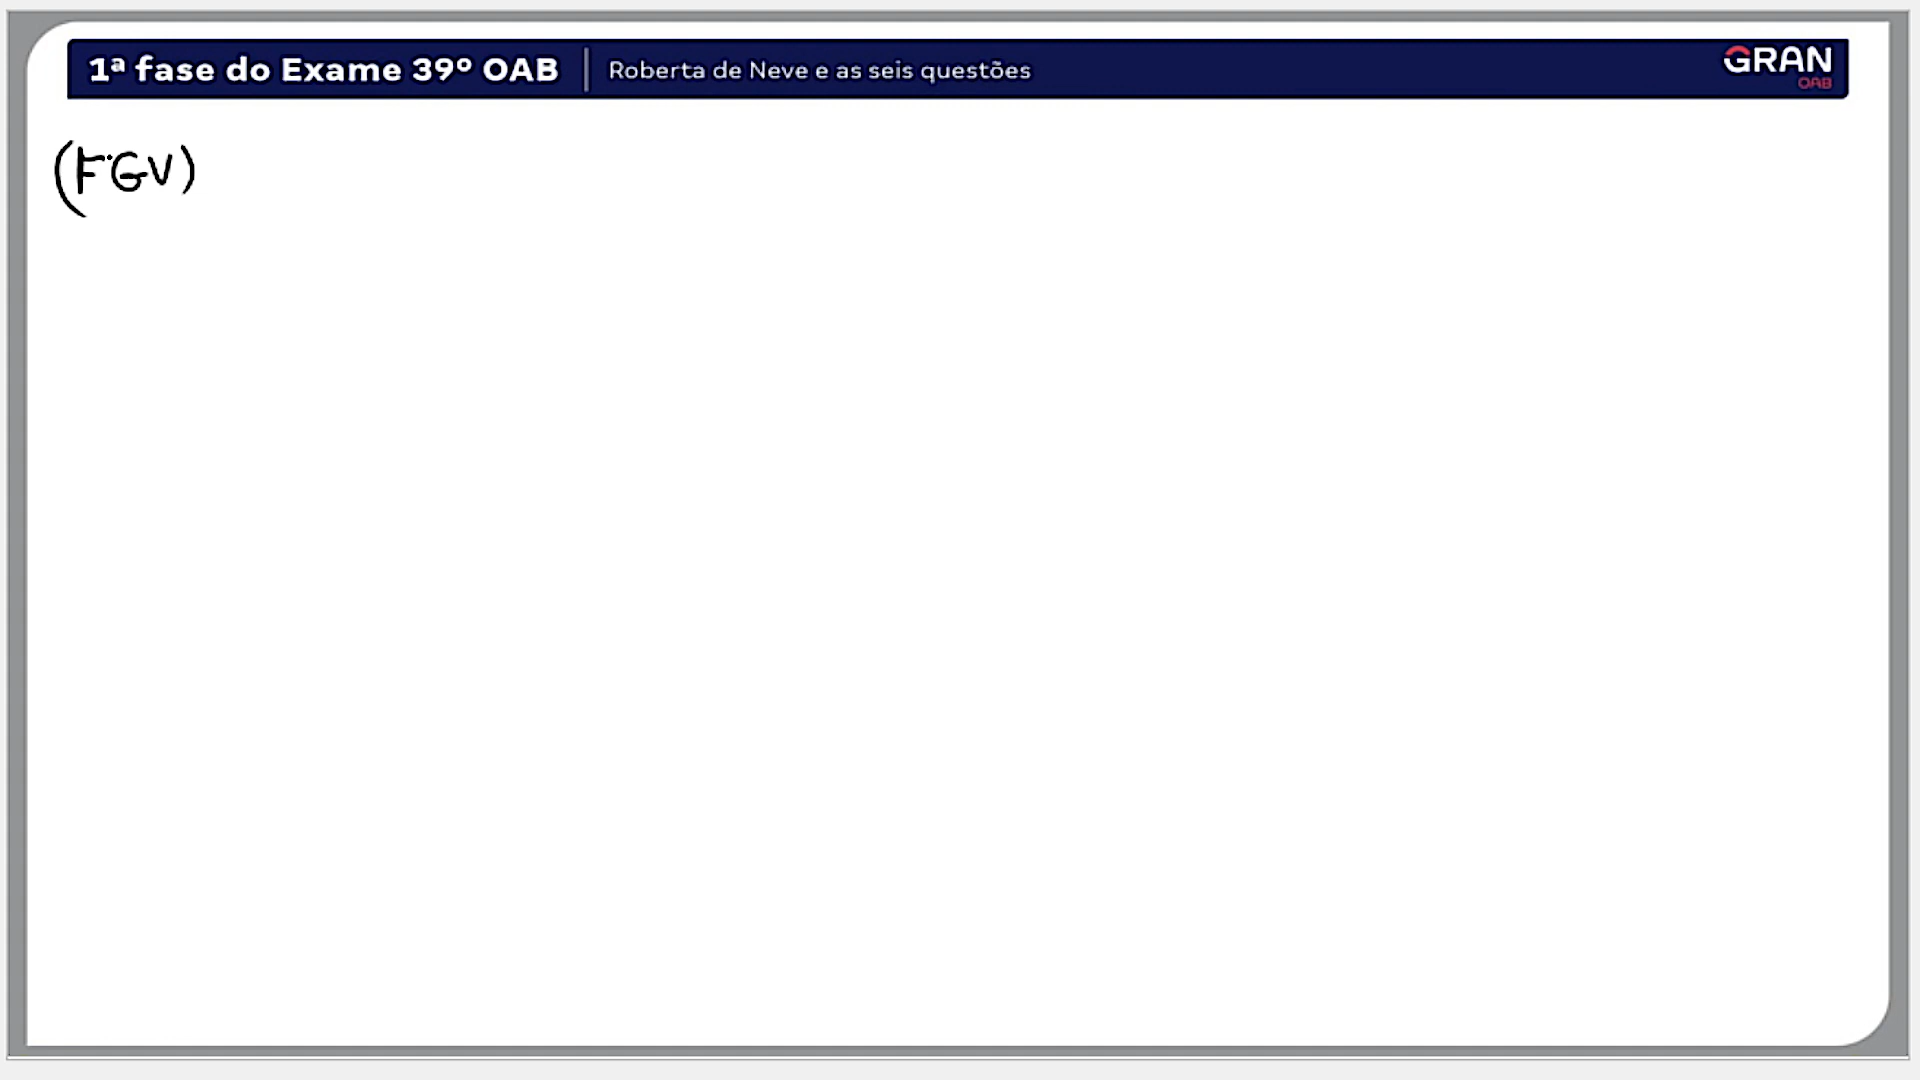 1ª fase do Exame 39º OAB
Roberta de Neve e as seis questões
GRAN
OAB
(FGV)